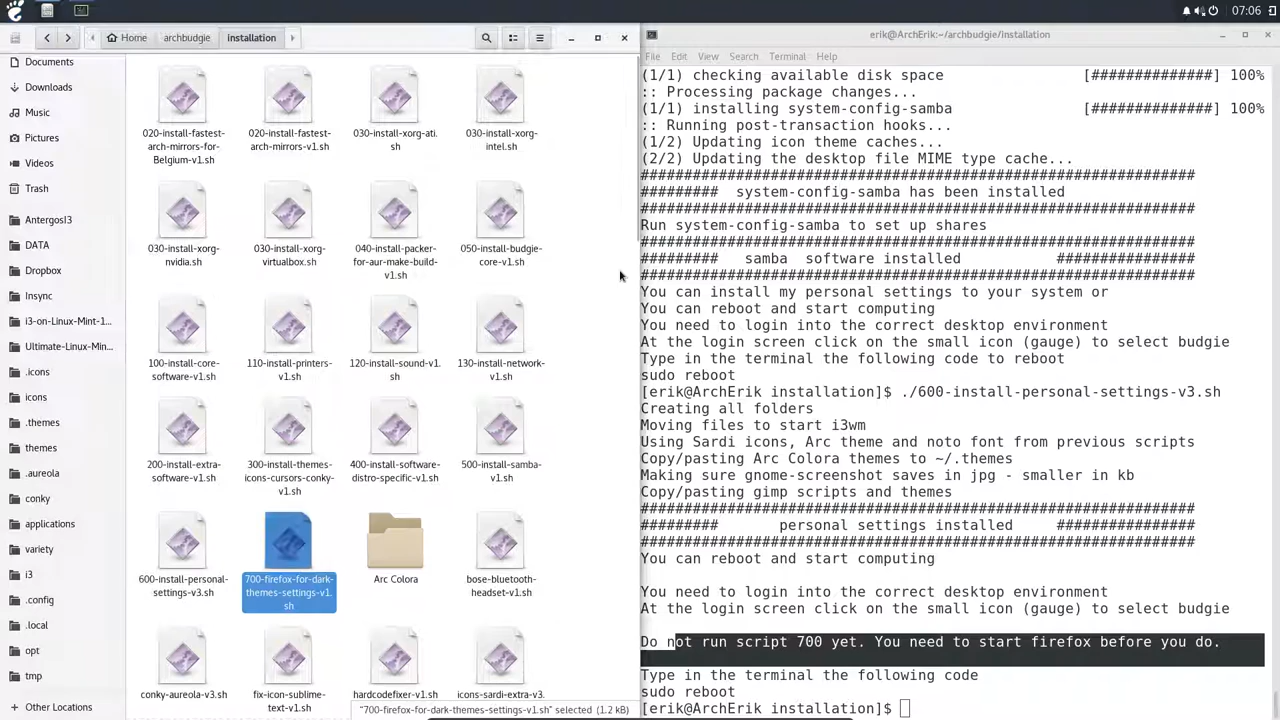 07:06
Home
archbudgie
installation
Documents
Downloads
Music
Pictures
Videos
Trash
AntergosI3
DATA
Dropbox
Insync
i3-on-Linux-Mint-1...
Ultimate-Linux-Min...
.icons
icons
.themes
themes
.aureola
conky
applications
variety
i3
.config
.local
opt
tmp
Other Locations
020-install-fastest-
arch-mirrors-for-
Belgium-v1.sh
020-install-fastest-
arch-mirrors-v1.sh
030-install-xorg-ati.
sh
030-install-xorg-
intel.sh
030-install-xorg-
nvidia.sh
030-install-xorg-
virtualbox.sh
040-install-packer-
for-aur-make-build-
v1.sh
050-install-budgie-
core-v1.sh
100-install-core-
software-v1.sh
110-install-printers-
v1.sh
120-install-sound-v1.
sh
130-install-network-
v1.sh
200-install-extra-
software-v1.sh
300-install-themes-
icons-cursors-conky-
v1.sh
400-install-software-
distro-specific-v1.sh
500-install-samba-
v1.sh
600-install-personal-
settings-v3.sh
700-firefox-for-dark-
themes-settings-v1.
sh
Arc Colora
bose-bluetooth-
headset-v1.sh
conky-aureola-v3.sh
fix-icon-sublime-
text-v1.sh
hardcodefixer-v1.sh
icons-sardi-extra-v3.
"700-firefox-for-dark-themes-settings-v1.sh" selected (1.2 kB)
erik@ArchErik:~/archbudgie/installation
File Edit View Search Terminal Help
(1/1) checking available disk space [##############] 100%
:: Processing package changes...
(1/1) installing system-config-samba [##############] 100%
:: Running post-transaction hooks...
(1/2) Updating icon theme caches...
(2/2) Updating the desktop file MIME type cache...
################################################################
######### system-config-samba has been installed
################################################################
Run system-config-samba to set up shares
################################################################
######### samba software installed ################
################################################################
You can install my personal settings to your system or
You can reboot and start computing
You need to login into the correct desktop environment
At the login screen click on the small icon (gauge) to select budgie
Type in the terminal the following code to reboot
sudo reboot
[erik@ArchErik installation]$ ./600-install-personal-settings-v3.sh
Creating all folders
Moving files to start i3wm
Using Sardi icons, Arc theme and noto font from previous scripts
Copy/pasting Arc Colora themes to ~/.themes
Making sure gnome-screenshot saves in jpg - smaller in kb
Copy/pasting gimp scripts and themes
################################################################
######### personal settings installed ################
################################################################
You can reboot and start computing
You need to login into the correct desktop environment
At the login screen click on the small icon (gauge) to select budgie
Do not run script 700 yet. You need to start firefox before you do.
Type in the terminal the following code
sudo reboot
[erik@ArchErik installation]$